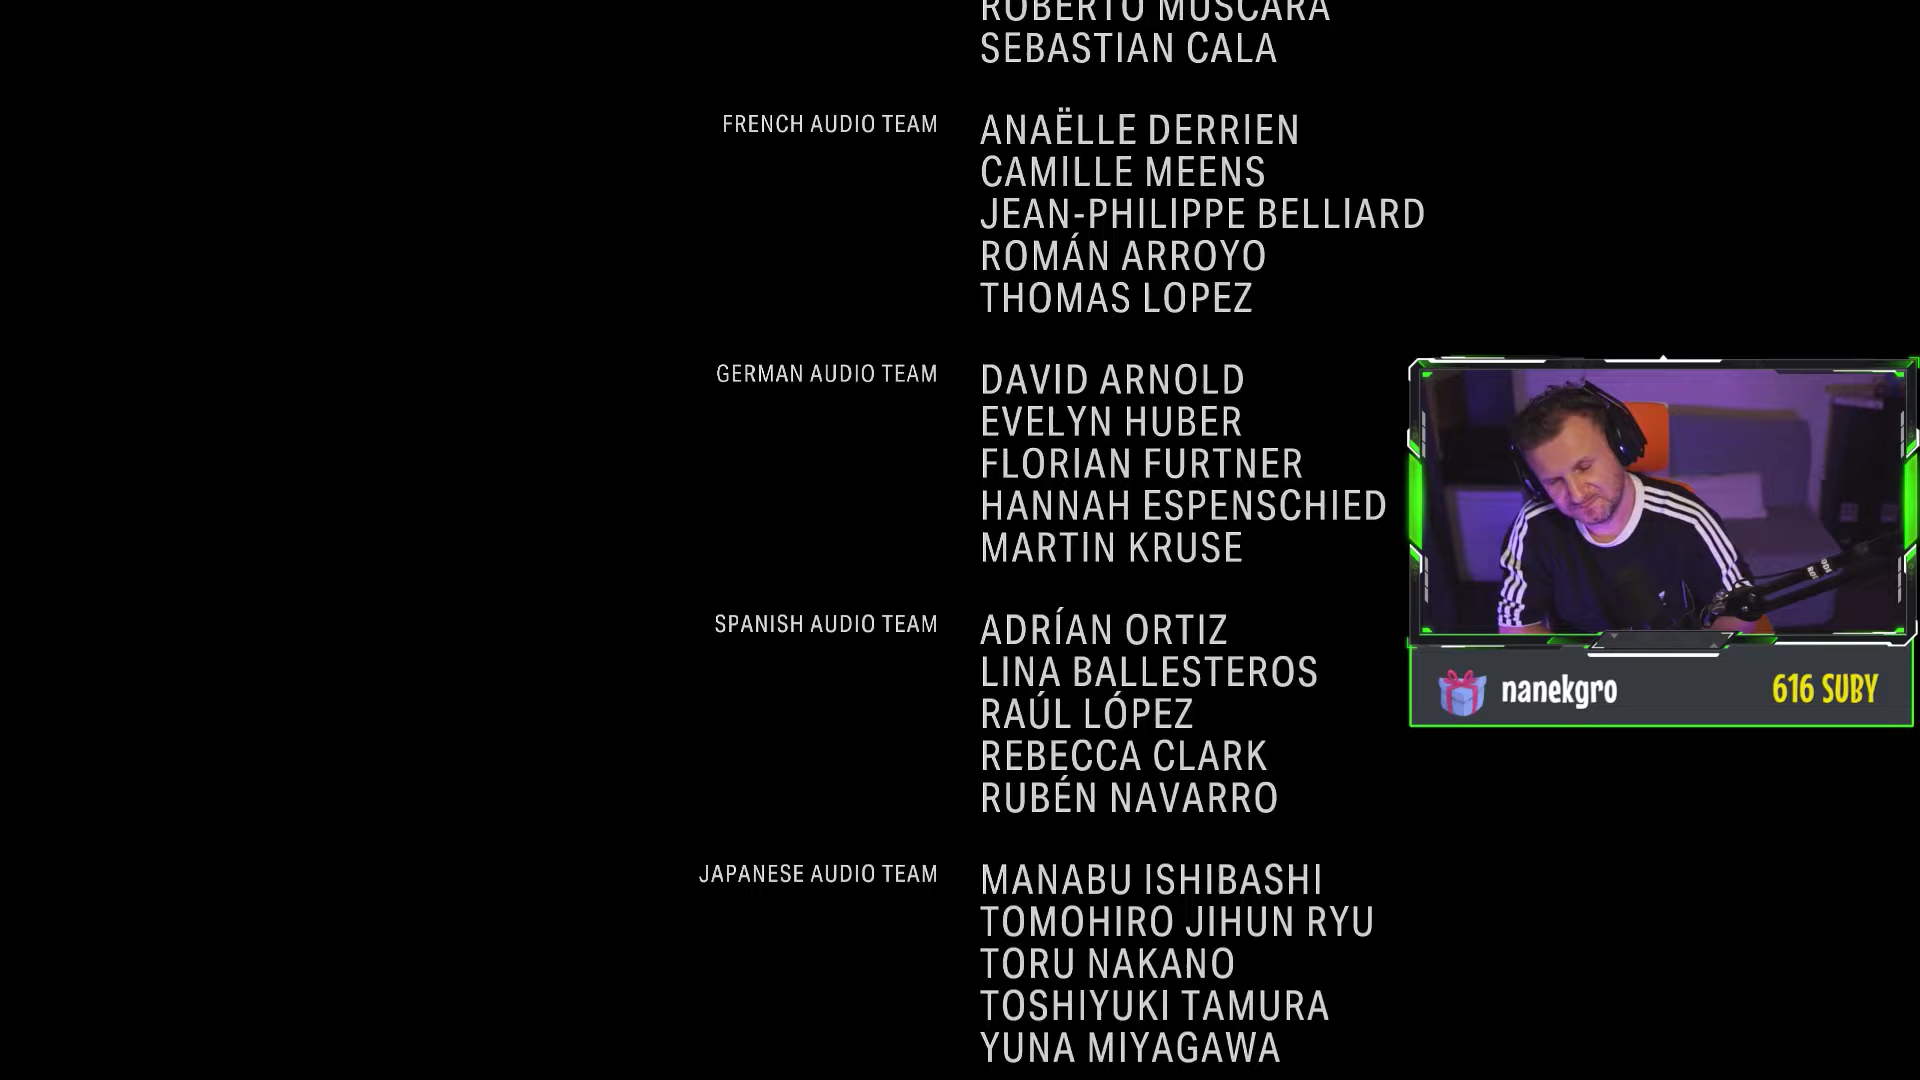 ROBERTO MUSCARA
SEBASTIAN CALA
FRENCH AUDIO TEAM
ANAËLLE DERRIEN
CAMILLE MEENS
JEAN-PHILIPPE BELLIARD
ROMÁN ARROYO
THOMAS LOPEZ
GERMAN AUDIO TEAM
DAVID ARNOLD
EVELYN HUBER
FLORIAN FURTNER
HANNAH ESPENSCHIED
MARTIN KRUSE
SPANISH AUDIO TEAM
ADRÍAN ORTIZ
LINA BALLESTEROS
RAÚL LÓPEZ
REBECCA CLARK
RUBÉN NAVARRO
JAPANESE AUDIO TEAM
MANABU ISHIBASHI
TOMOHIRO JIHUN RYU
TORU NAKANO
TOSHIYUKI TAMURA
YUNA MIYAGAWA
nanekgro
616 SUBY